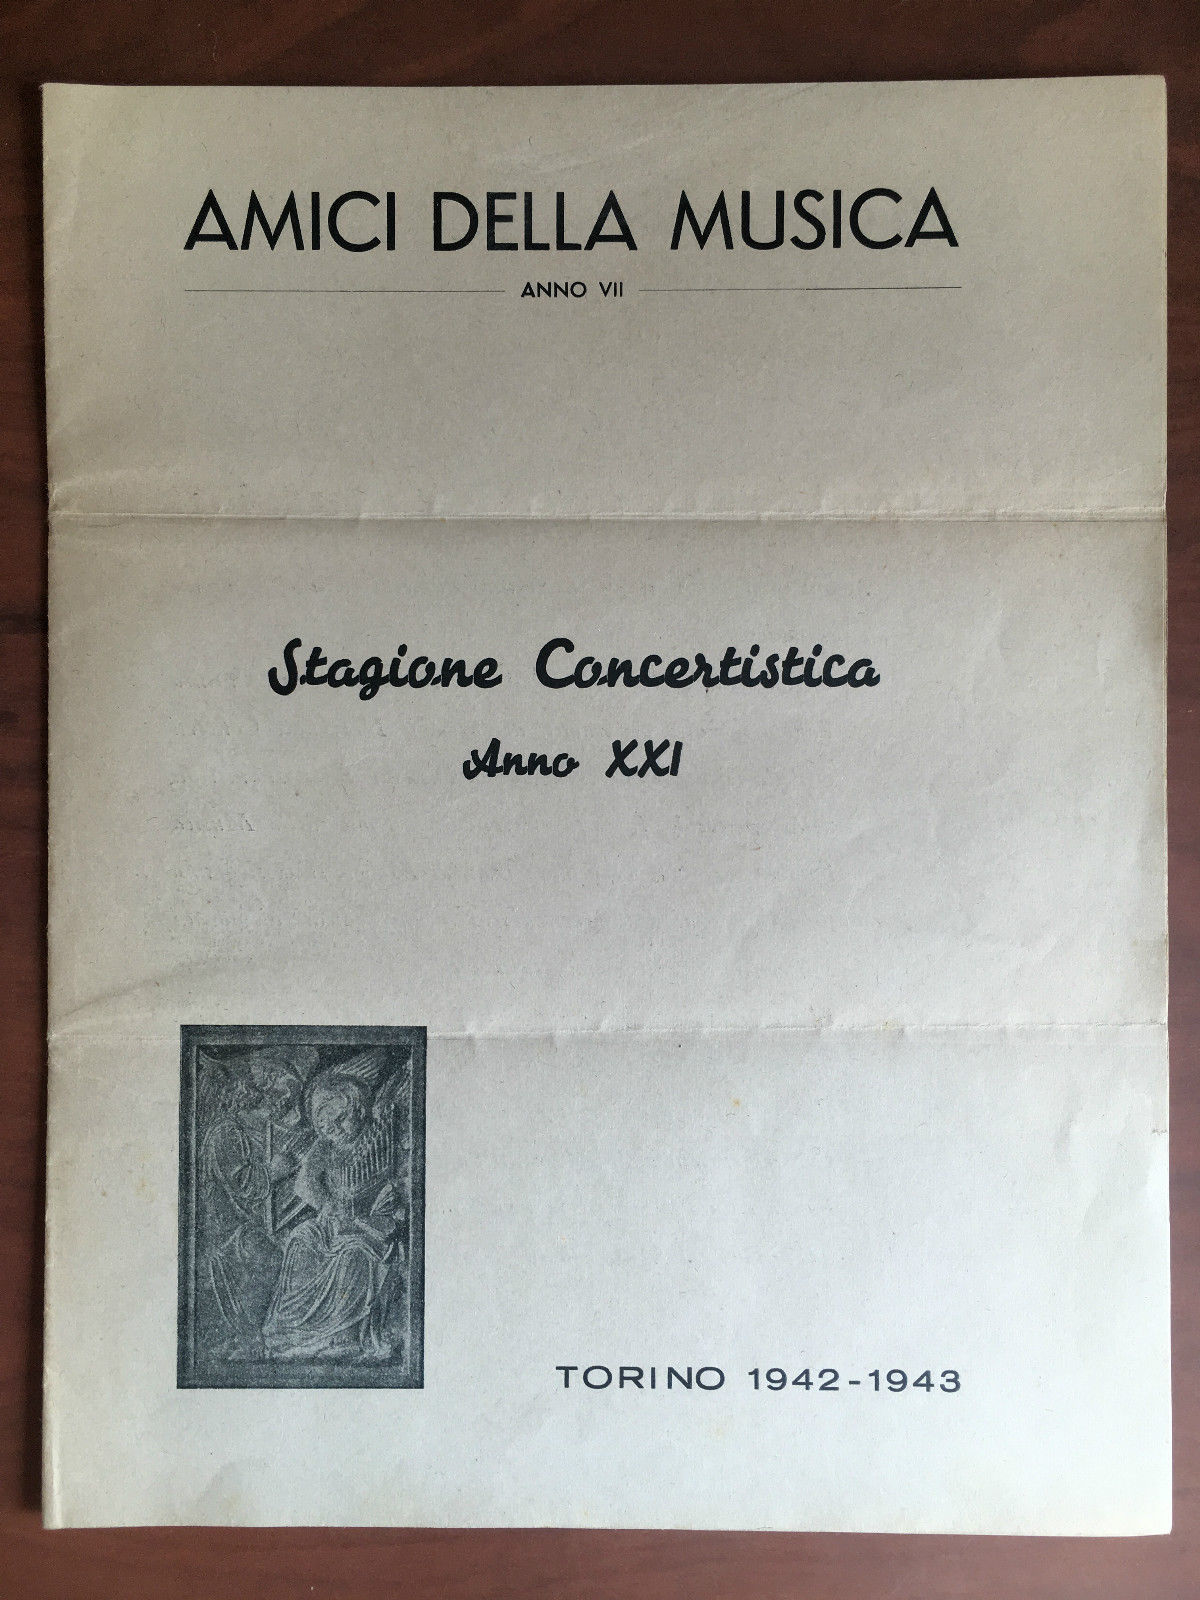 AMICI DELLA MUSICA
ANNO VII
Stagione Concertistica
Anno XXI
TORINO 1942-1943